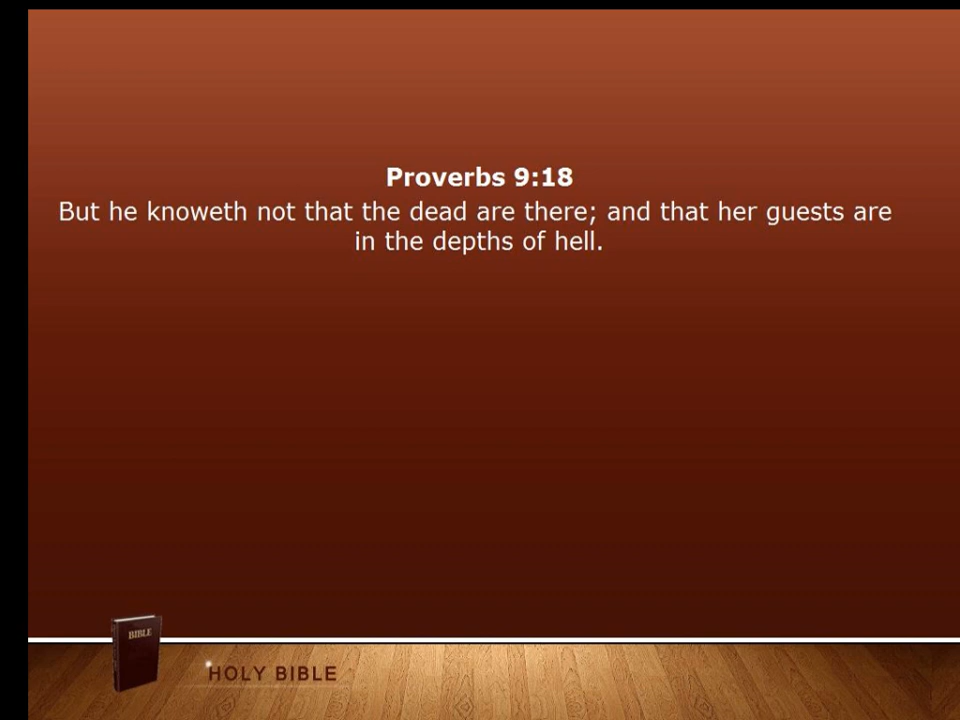 Proverbs 9:18
But he knoweth not that the dead are there; and that her guests are
in the depths of hell.
BIBLE
HOLY BIBLE